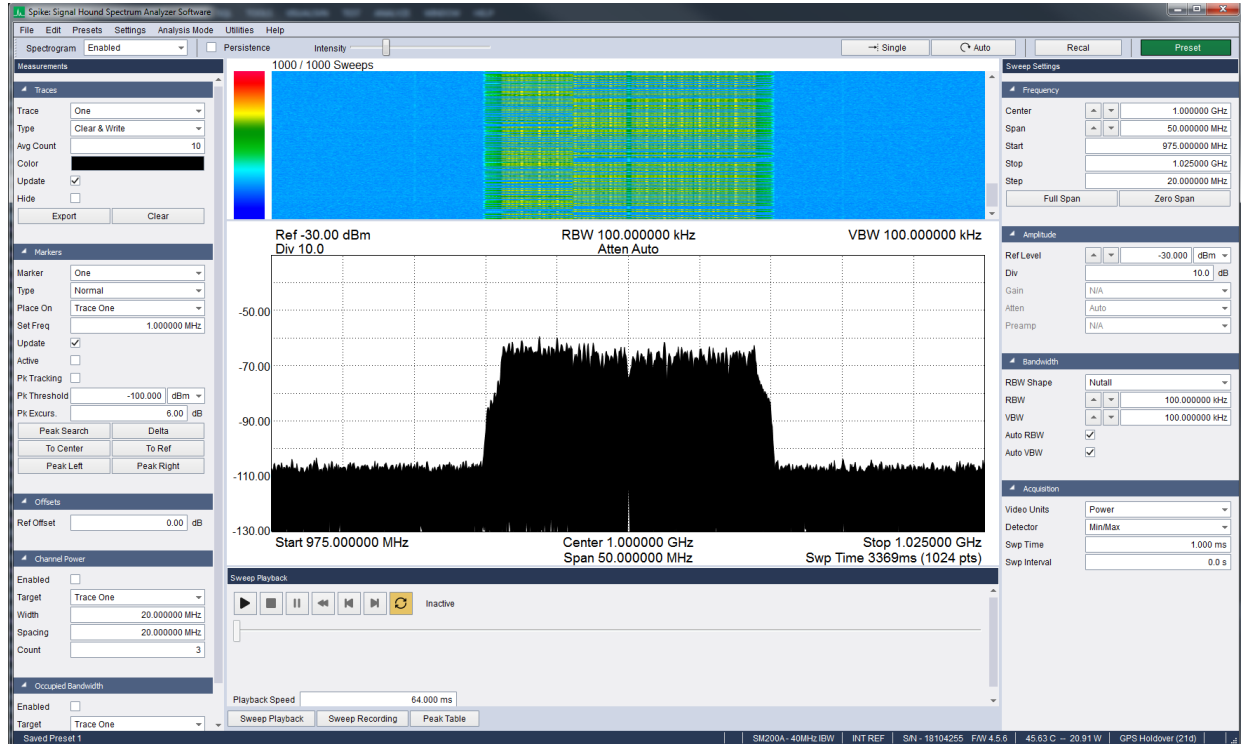 Spike: Signal Hound Spectrum Analyzer Software
File Edit Presets Settings Analysis Mode Utilities Help
Spectrogram Enabled Persistence Intensity Single Auto Recal Preset
Measurements
Traces
Trace One
Type Clear & Write
Avg Count 10
Color
Update
Hide
Export Clear
Markers
Marker One
Type Normal
Place On Trace One
Set Freq 1.000000 MHz
Update
Active
Pk Tracking
Pk Threshold -100.000 dBm
Pk Excurs. 6.00 dB
Peak Search Delta
To Center To Ref
Peak Left Peak Right
Offsets
Ref Offset 0.00 dB
Channel Power
Enabled
Target Trace One
Width 20.000000 MHz
Spacing 20.000000 MHz
Count 3
Occupied Bandwidth
Enabled
Target Trace One
1000 / 1000 Sweeps
Ref -30.00 dBm RBW 100.000000 kHz VBW 100.000000 kHz
Div 10.0 Atten Auto
-50.00
-70.00
-90.00
-110.00
-130.00
Start 975.000000 MHz Center 1.000000 GHz Stop 1.025000 GHz
Span 50.000000 MHz Swp Time 3369ms (1024 pts)
Sweep Playback
Inactive
Playback Speed 64.000 ms
Sweep Playback Sweep Recording Peak Table
Sweep Settings
Frequency
Center 1.000000 GHz
Span 50.000000 MHz
Start 975.000000 MHz
Stop 1.025000 GHz
Step 20.000000 MHz
Full Span Zero Span
Amplitude
Ref Level -30.000 dBm
Div 10.0 dB
Gain N/A
Atten Auto
Preamp N/A
Bandwidth
RBW Shape Nutall
RBW 100.000000 kHz
VBW 100.000000 kHz
Auto RBW
Auto VBW
Acquisition
Video Units Power
Detector Min/Max
Swp Time 1.000 ms
Swp Interval 0.0 s
Saved Preset 1 SM200A - 40MHz IBW INT REF S/N - 18104255 F/W 4.5.6 45.63 C -- 20.91 W GPS Holdover (21d)